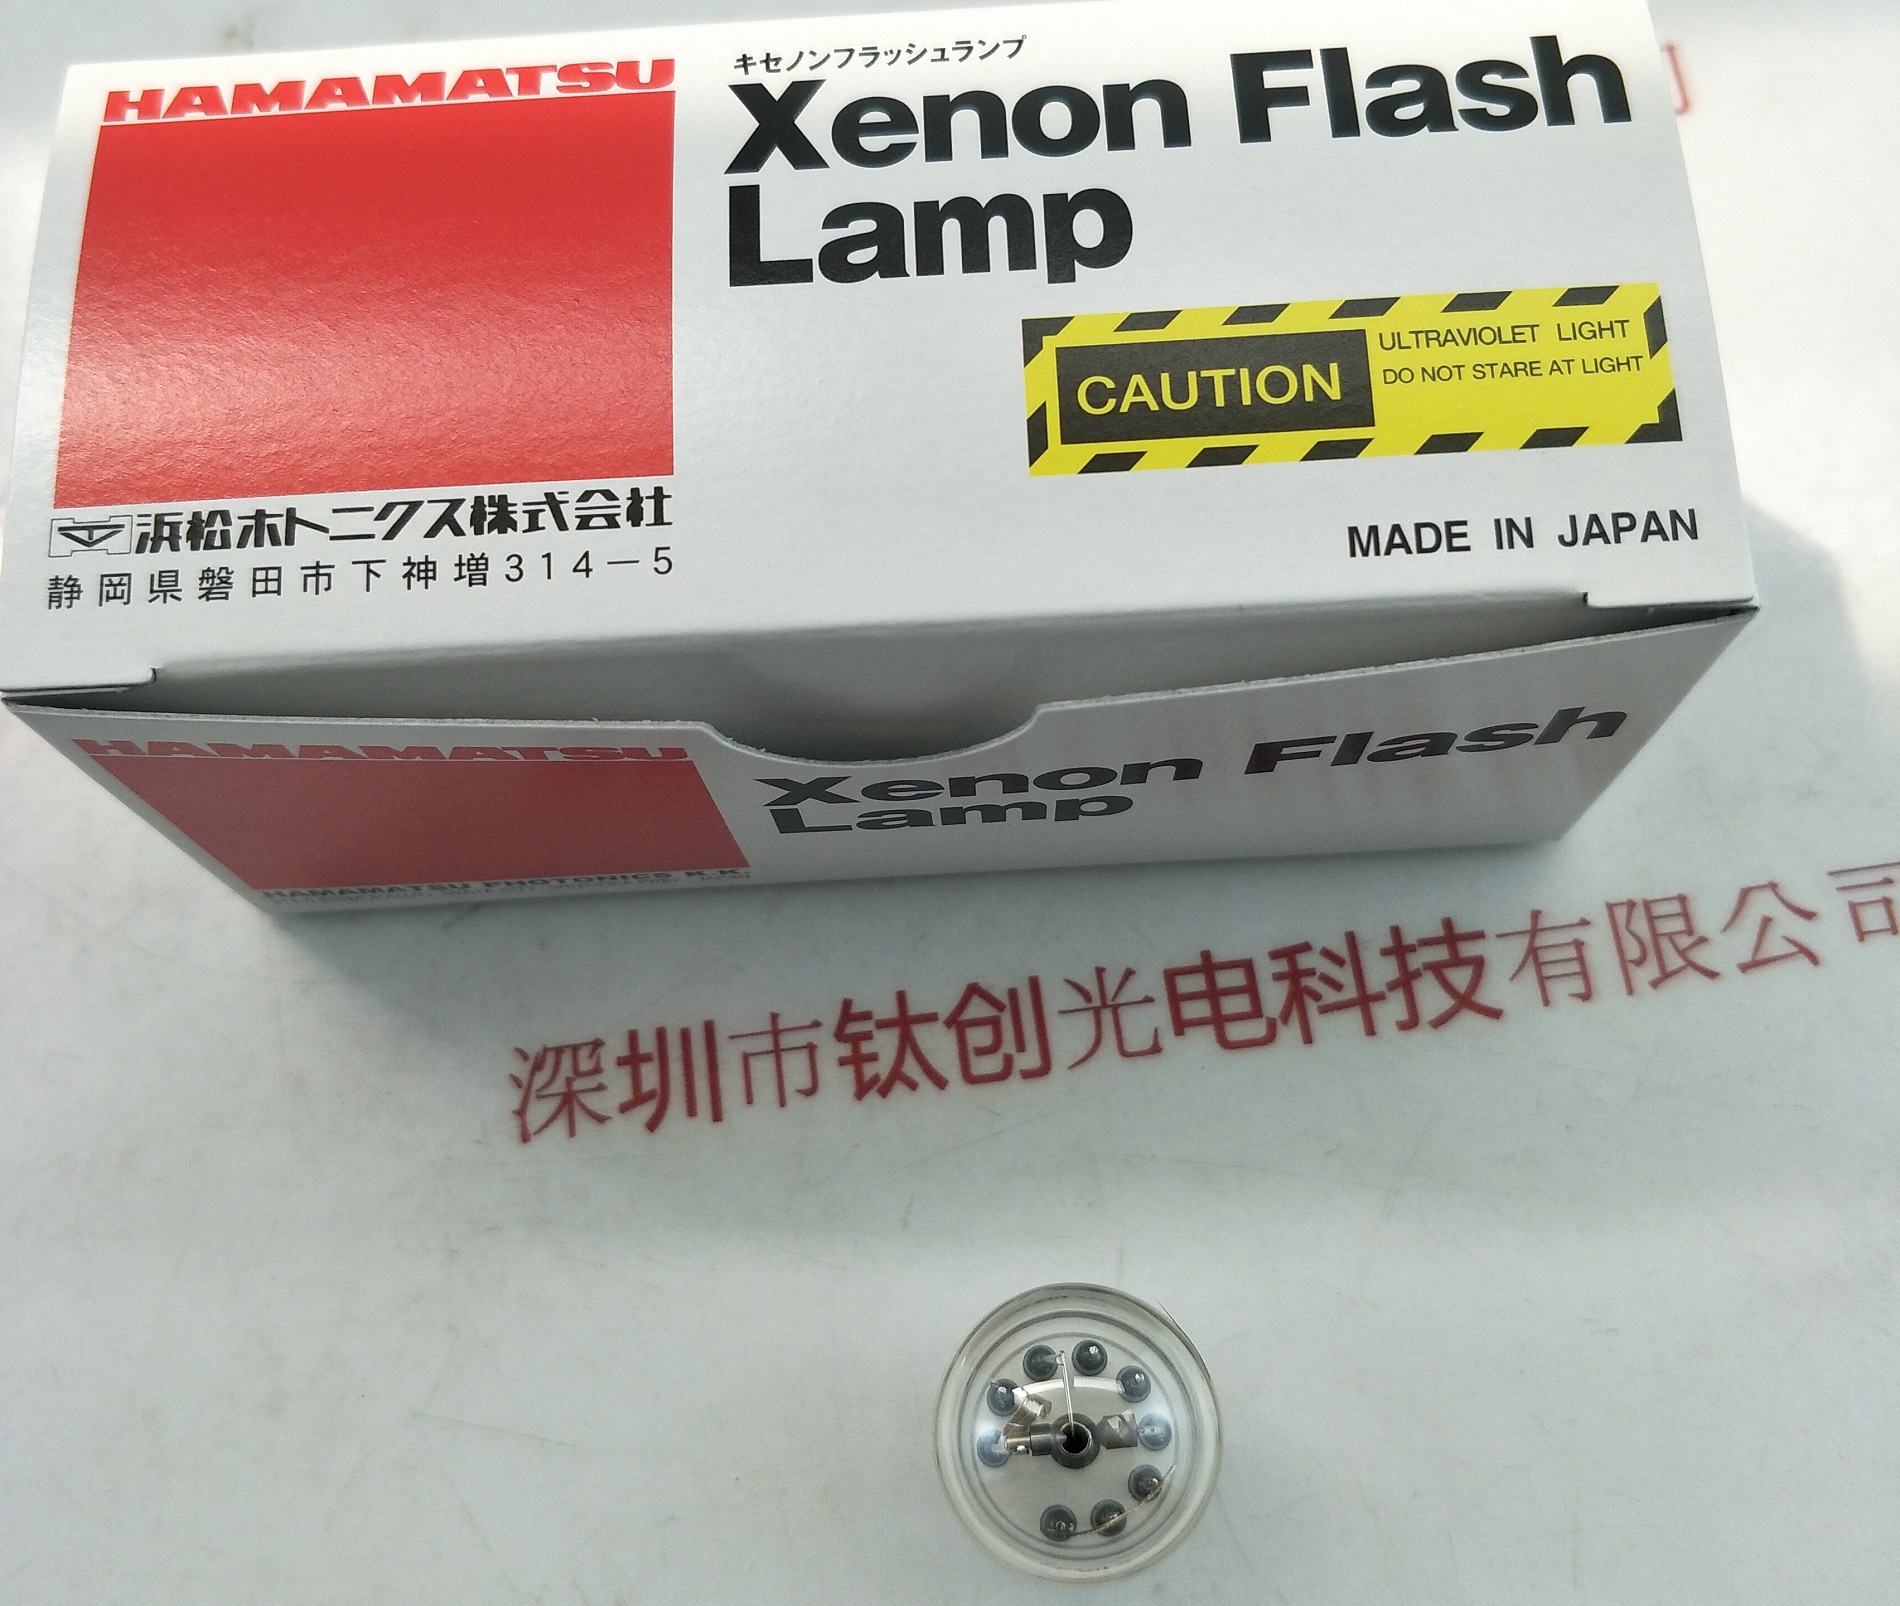 HAMAMATSU
キセノンフラッシュランプ
Xenon Flash
Lamp
CAUTION
ULTRAVIOLET LIGHT
DO NOT STARE AT LIGHT
浜松ホトニクス株式会社
静岡県磐田市下神増314-5
MADE IN JAPAN
HAMAMATSU
Xenon Flash
Lamp
HAMAMATSU PHOTONICS K.K.
深圳市钛创光电科技有限公司